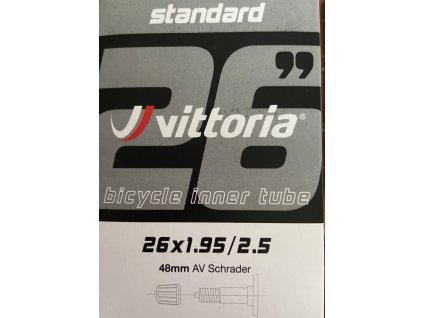 standard
26”
vittoria®
bicycle inner tube
26x1.95/2.5
48mm AV Schrader